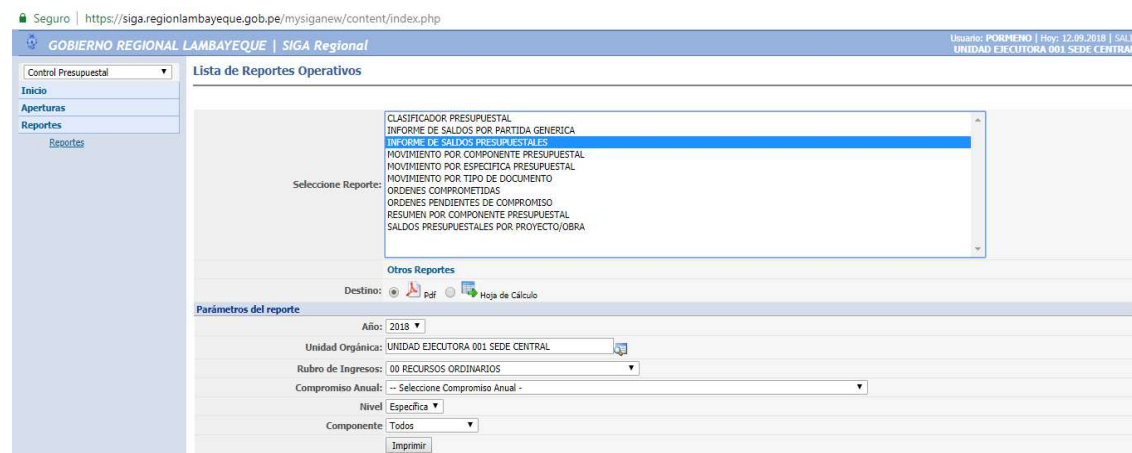 Seguro | https://siga.regionlambayeque.gob.pe/mysiganew/content/index.php
GOBIERNO REGIONAL LAMBAYEQUE | SIGA Regional
Usuario: PORMENO | Hoy: 12.09.2018 |
UNIDAD EJECUTORA 001 SEDE CENTRAL
Control Presupuestal
Inicio
Aperturas
Reportes
Reportes
Lista de Reportes Operativos
Seleccione Reporte:
CLASIFICADOR PRESUPUESTAL
INFORME DE SALDOS POR PARTIDA GENERICA
INFORME DE SALDOS PRESUPUESTALES
MOVIMIENTO POR COMPONENTE PRESUPUESTAL
MOVIMIENTO POR ESPECIFICA PRESUPUESTAL
MOVIMIENTO POR TIPO DE DOCUMENTO
ORDENES COMPROMETIDAS
ORDENES PENDIENTES DE COMPROMISO
RESUMEN POR COMPONENTE PRESUPUESTAL
SALDOS PRESUPUESTALES POR PROYECTO/OBRA
Otros Reportes
Destino: Pdf Hoja de Cálculo
Parámetros del reporte
Año: 2018
Unidad Orgánica: UNIDAD EJECUTORA 001 SEDE CENTRAL
Rubro de Ingresos: 00 RECURSOS ORDINARIOS
Compromiso Anual: -- Seleccione Compromiso Anual -
Nivel Específica
Componente Todos
Imprimir